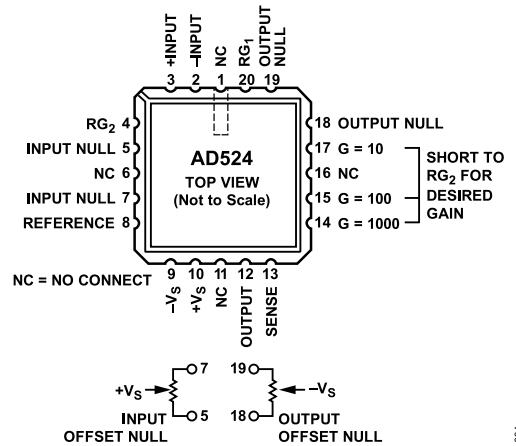 +INPUT
–INPUT
NC
RG1
OUTPUT
NULL
3 2 1 20 19
RG2 4
INPUT NULL 5
NC 6
INPUT NULL 7
REFERENCE 8
AD524
TOP VIEW
(Not to Scale)
18 OUTPUT NULL
17 G = 10
16 NC
15 G = 100
14 G = 1000
SHORT TO
RG2 FOR
DESIRED
GAIN
NC = NO CONNECT
9 10 11 12 13
–VS
+VS
NC
OUTPUT
SENSE
+VS
7
5
INPUT
OFFSET NULL
19
18
–VS
OUTPUT
OFFSET NULL